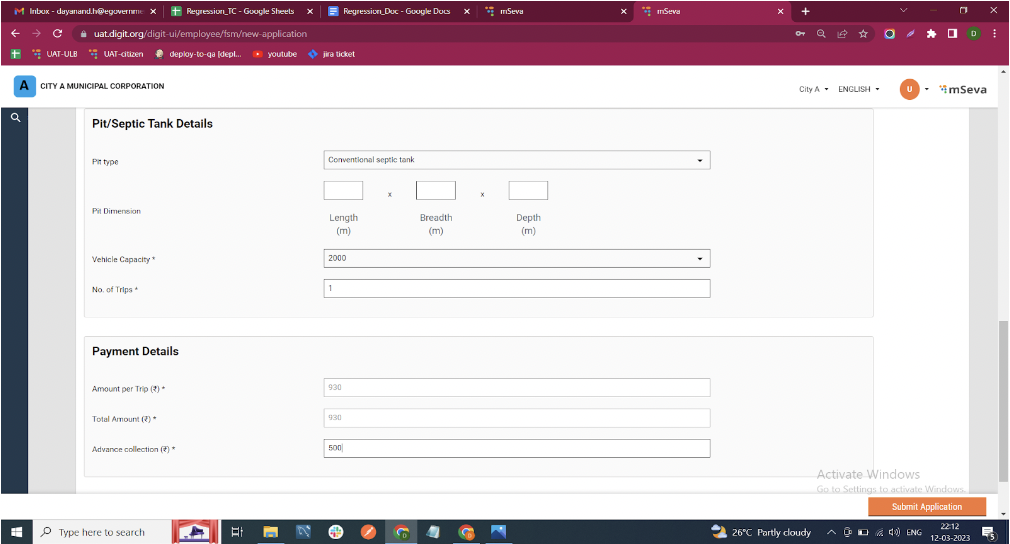 Inbox - dayanand.h@egovernme
Regression_TC - Google Sheets
Regression_Doc - Google Docs
mSeva
mSeva
uat.digit.org/digit-ui/employee/fsm/new-application
UAT-ULB
UAT-citizen
deploy-to-qa [depl...
youtube
jira ticket
A CITY A MUNICIPAL CORPORATION
City A
ENGLISH
U
mSeva
Pit/Septic Tank Details
Pit type
Conventional septic tank
x
x
Pit Dimension
Length Breadth Depth
(m) (m) (m)
Vehicle Capacity *
2000
No. of Trips *
1
Payment Details
Amount per Trip (₹) *
930
Total Amount (₹) *
930
Advance collection (₹) *
500
Activate Windows
Go to Settings to activate Windows.
Submit Application
Type here to search
26°C Partly cloudy
ENG
22:12
12-03-2023
5